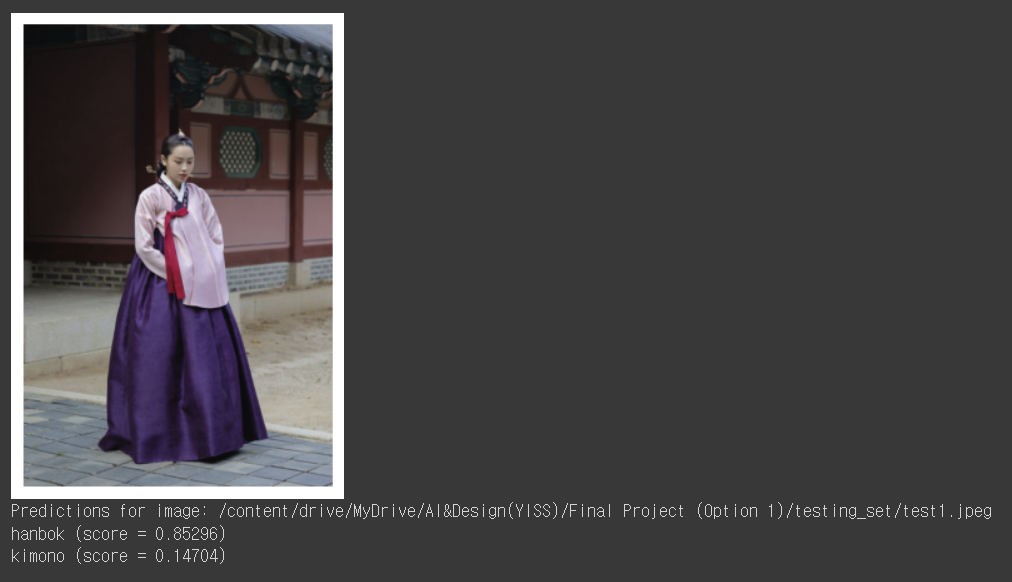 Predictions for image: /content/drive/MyDrive/AI&Design(YISS)/Final Project (Option 1)/testing_set/test1.jpeg
hanbok (score = 0.85296)
kimono (score = 0.14704)